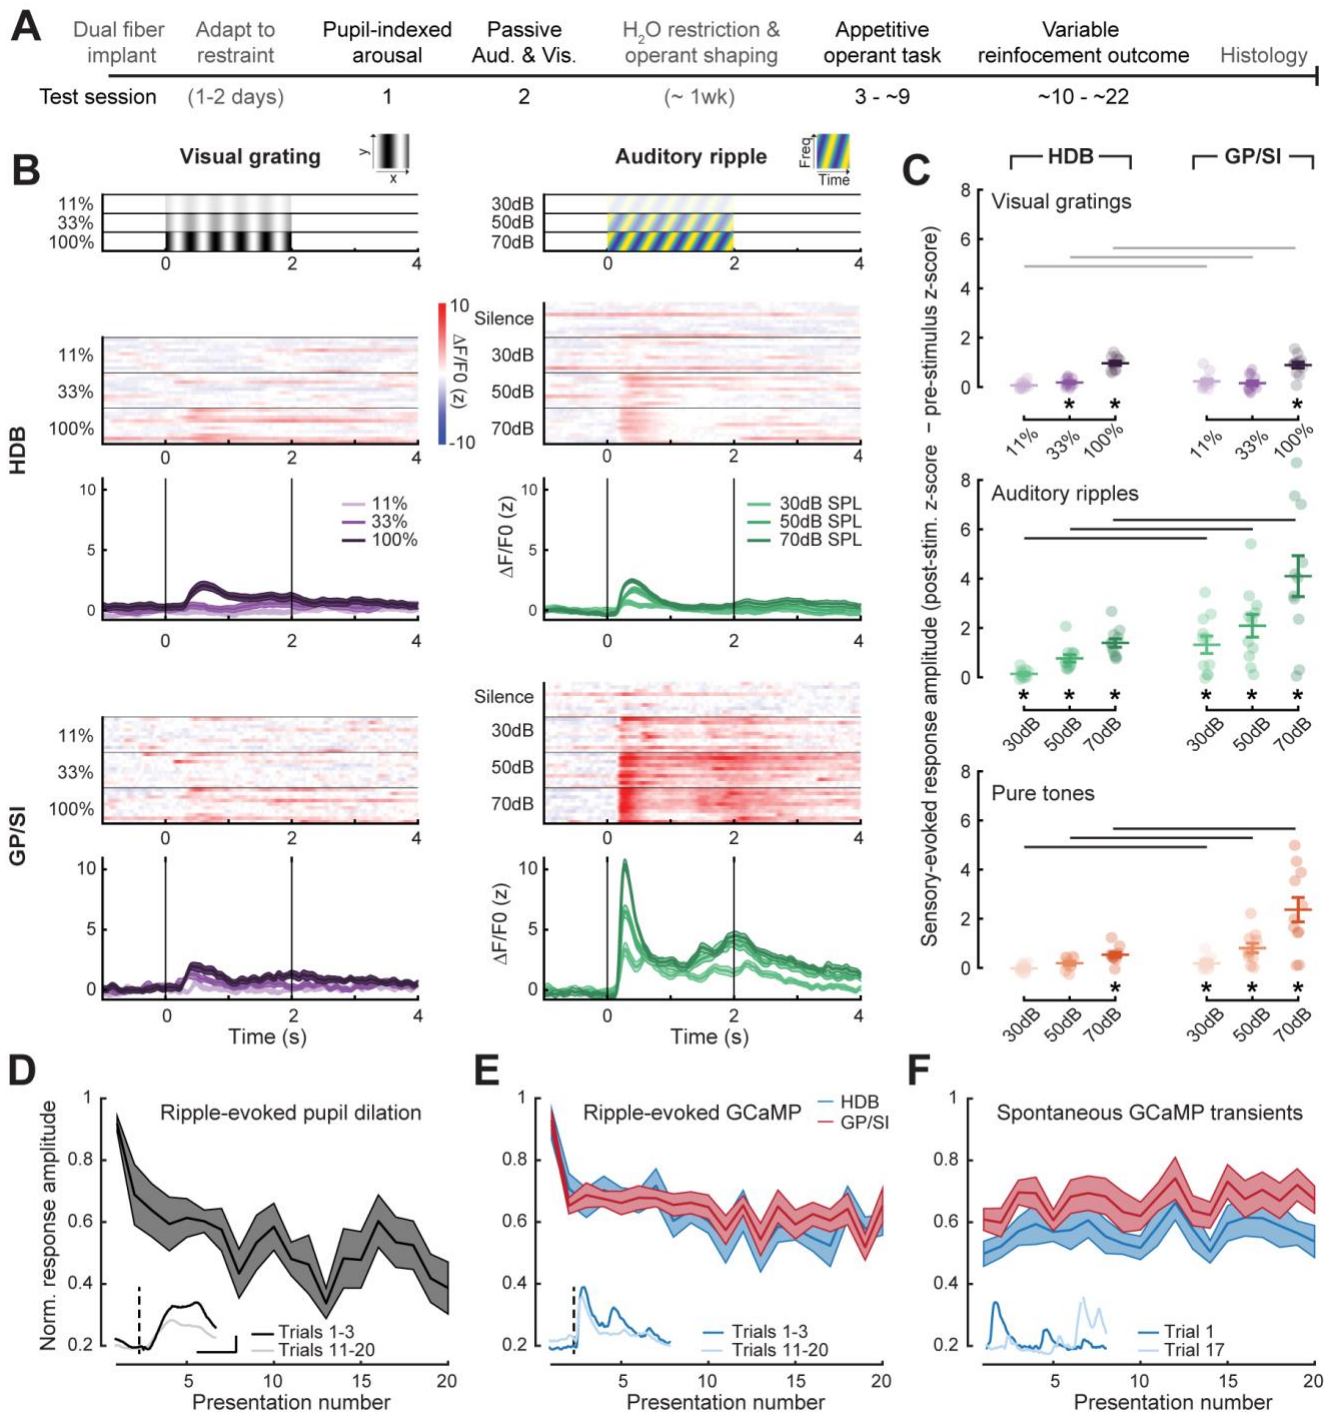 A
Dual fiber implant
Adapt to restraint
Pupil-indexed arousal
Passive Aud. & Vis.
H2O restriction & operant shaping
Appetitive operant task
Variable reinfocement outcome
Histology
Test session
(1-2 days)
1
2
(~ 1wk)
3 - ~9
~10 - ~22
B
Visual grating
y
x
11%
33%
100%
0 2 4
Auditory ripple
Freq
Time
30dB
50dB
70dB
0 2 4
HDB
11%
33%
100%
0 2 4
10
ΔF/F0 (z)
-10
Silence
30dB
50dB
70dB
0 2 4
10
5
0
11%
33%
100%
0 2 4
ΔF/F0 (z)
10
5
0
30dB SPL
50dB SPL
70dB SPL
0 2 4
GP/SI
11%
33%
100%
0 2 4
Silence
30dB
50dB
70dB
0 2 4
10
5
0
0 2 4
Time (s)
ΔF/F0 (z)
10
5
0
0 2 4
Time (s)
C
HDB
GP/SI
Sensory-evoked response amplitude (post-stim. z-score – pre-stimulus z-score)
Visual gratings
8
6
4
2
0
* * *
11% 33% 100% 11% 33% 100%
Auditory ripples
8
6
4
2
0
* * * * * *
30dB 50dB 70dB 30dB 50dB 70dB
Pure tones
8
6
4
2
0
* * * *
30dB 50dB 70dB 30dB 50dB 70dB
D
Ripple-evoked pupil dilation
Norm. response amplitude
1
0.8
0.6
0.4
0.2
Trials 1-3
Trials 11-20
5 10 15 20
Presentation number
E
Ripple-evoked GCaMP
HDB
GP/SI
1
0.8
0.6
0.4
0.2
Trials 1-3
Trials 11-20
5 10 15 20
Presentation number
F
Spontaneous GCaMP transients
1
0.8
0.6
0.4
0.2
Trial 1
Trial 17
5 10 15 20
Presentation number